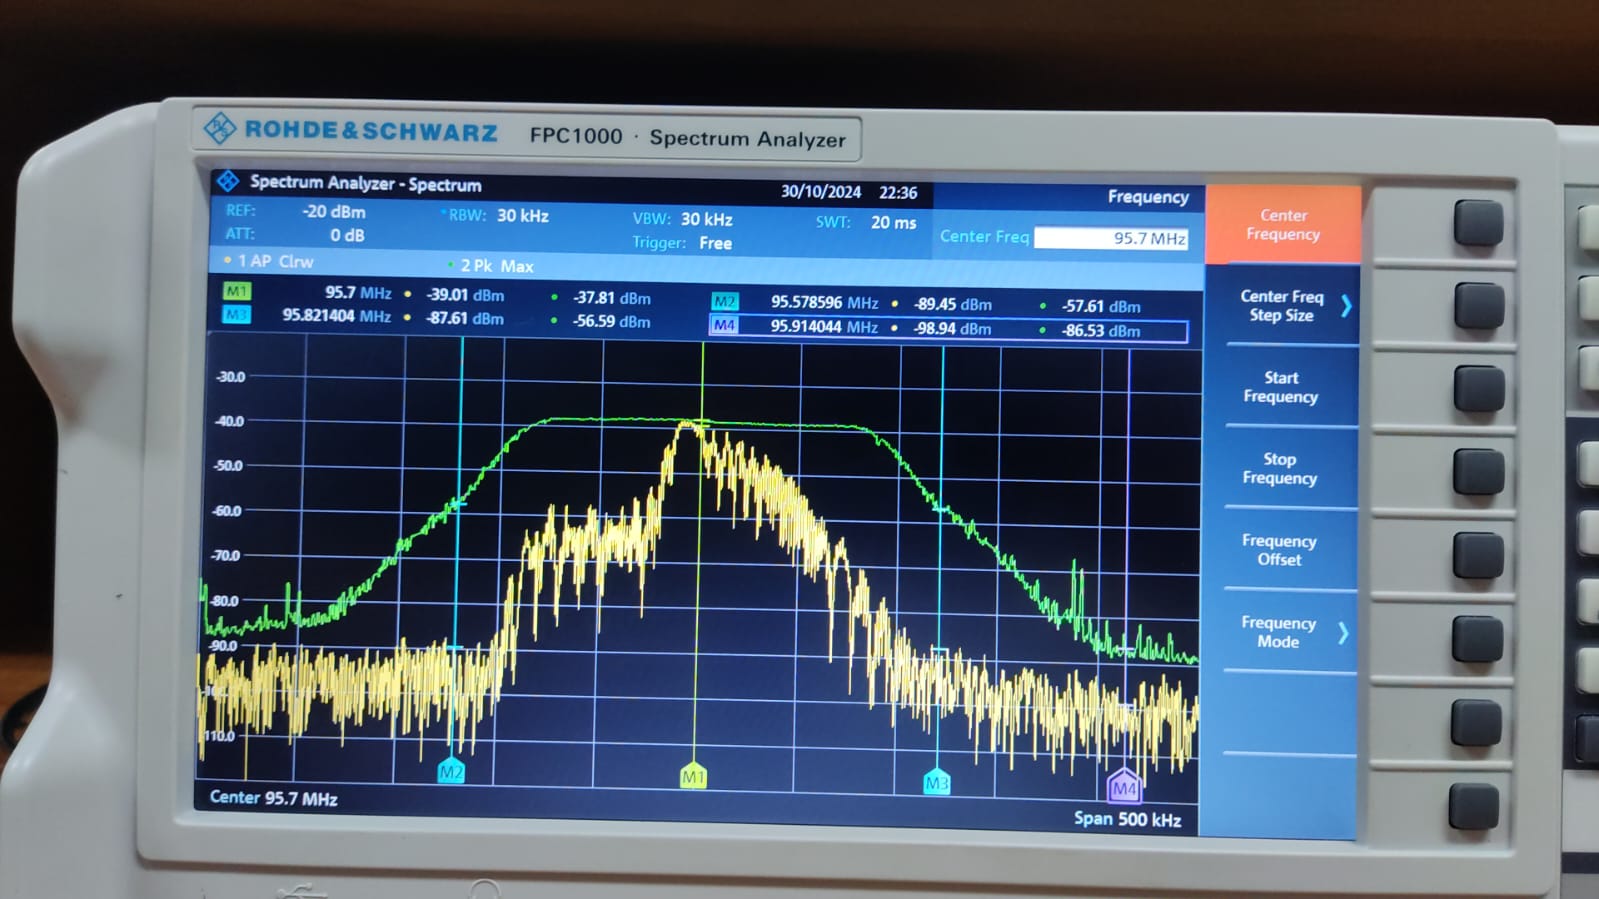 ROHDE&SCHWARZ FPC1000 · Spectrum Analyzer
Spectrum Analyzer - Spectrum 30/10/2024 22:36 Frequency
REF: -20 dBm RBW: 30 kHz VBW: 30 kHz SWT: 20 ms
ATT: 0 dB Trigger: Free Center Freq 95.7 MHz
1 AP Clrw 2 Pk Max
M1 95.7 MHz -39.01 dBm -37.81 dBm M2 95.578596 MHz -89.45 dBm -57.61 dBm
M3 95.821404 MHz -87.61 dBm -56.59 dBm M4 95.914044 MHz -98.94 dBm -86.53 dBm
-30.0
-40.0
-50.0
-60.0
-70.0
-80.0
-90.0
110.0
M2 M1 M3 M4
Center 95.7 MHz Span 500 kHz
Center
Frequency
Center Freq
Step Size
Start
Frequency
Stop
Frequency
Frequency
Offset
Frequency
Mode